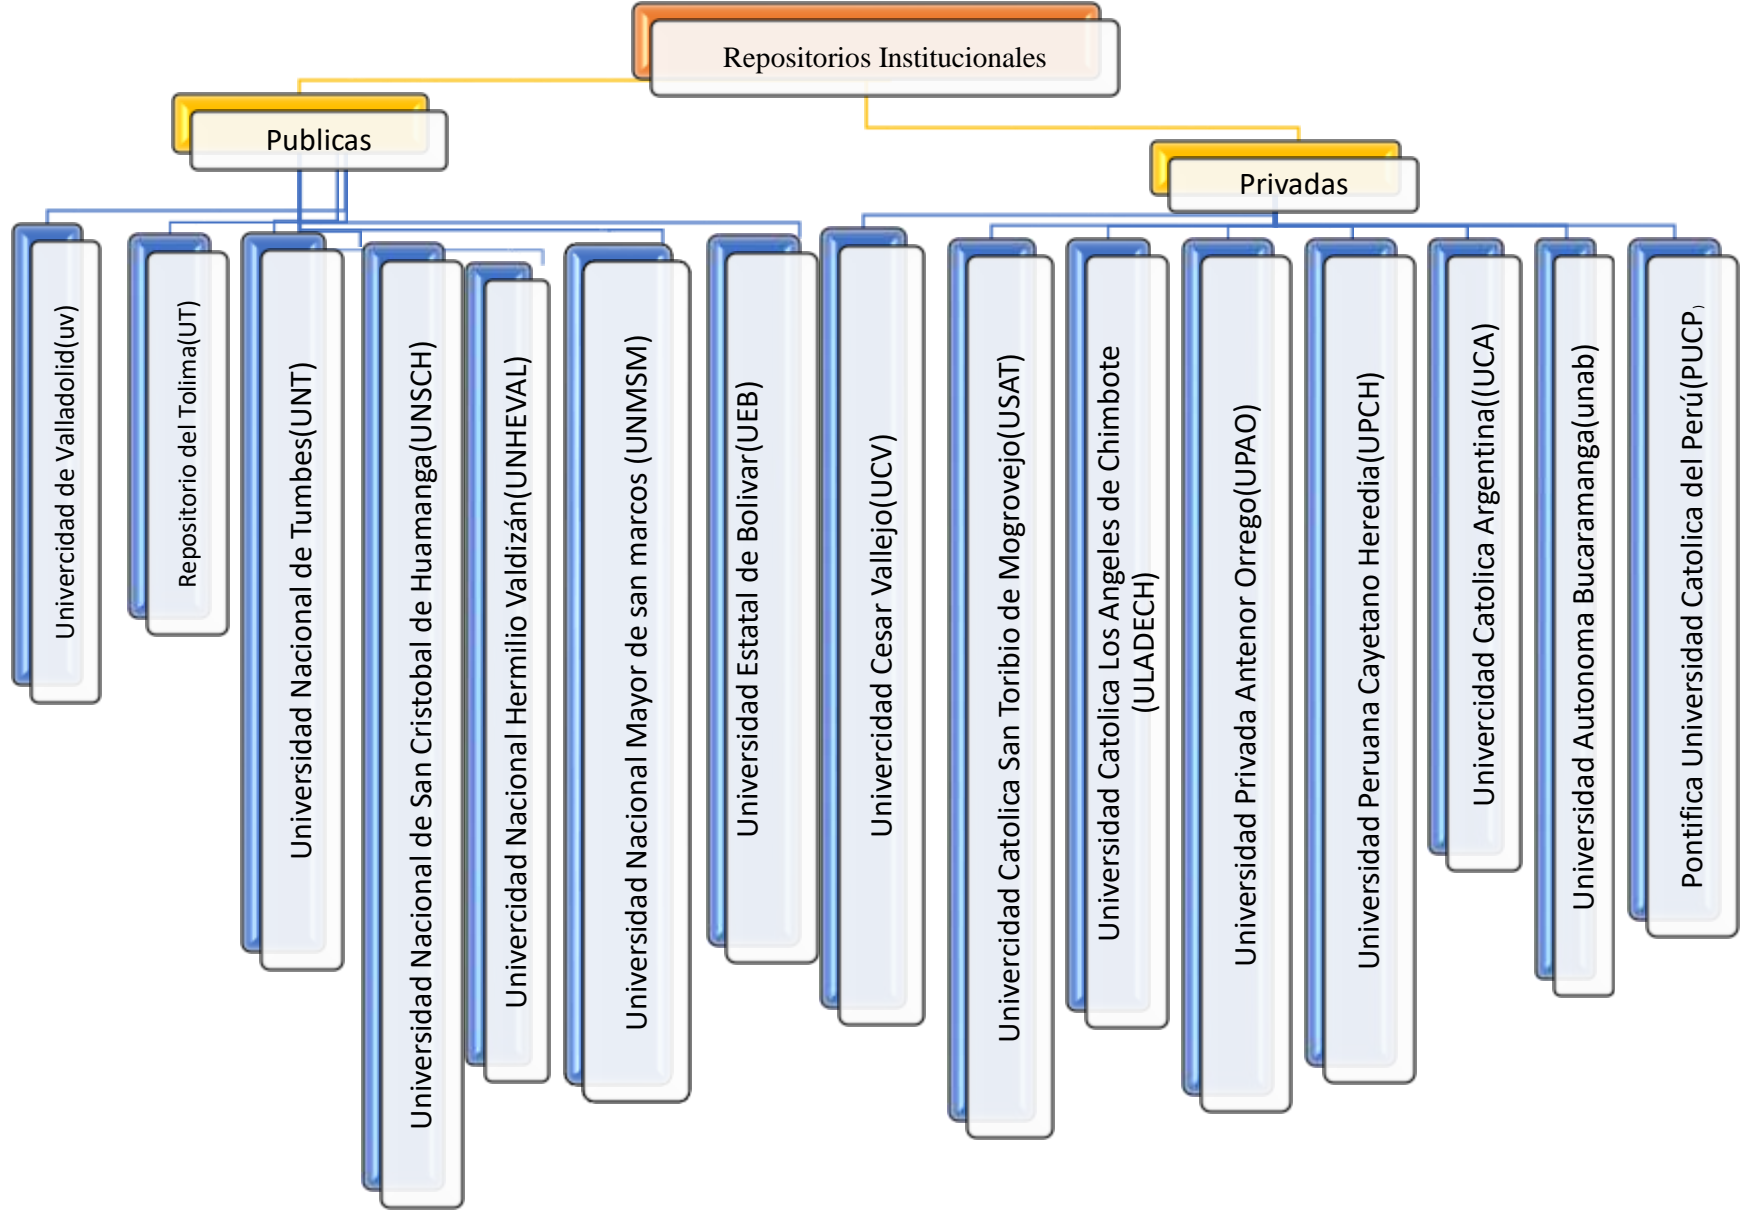 Repositorios Institucionales
Publicas
Privadas
Univercidad de Valladolid(uv)
Repositorio del Tolima(UT)
Universidad Nacional de Tumbes(UNT)
Universidad Nacional de San Cristobal de Huamanga(UNSCH)
Univercidad Nacional Hermilio Valdizán(UNHEVAL)
Universidad Nacional Mayor de san marcos (UNMSM)
Universidad Estatal de Bolivar(UEB)
Univercidad Cesar Vallejo(UCV)
Univercidad Catolica San Toribio de Mogrovejo(USAT)
Universidad Catolica Los Angeles de Chimbote
(ULADECH)
Universidad Privada Antenor Orrego(UPAO)
Universidad Peruana Cayetano Heredia(UPCH)
Univercidad Catolica Argentina((UCA)
Universidad Autonoma Bucaramanga(unab)
Pontifica Universidad Catolica del Perú(PUCP)